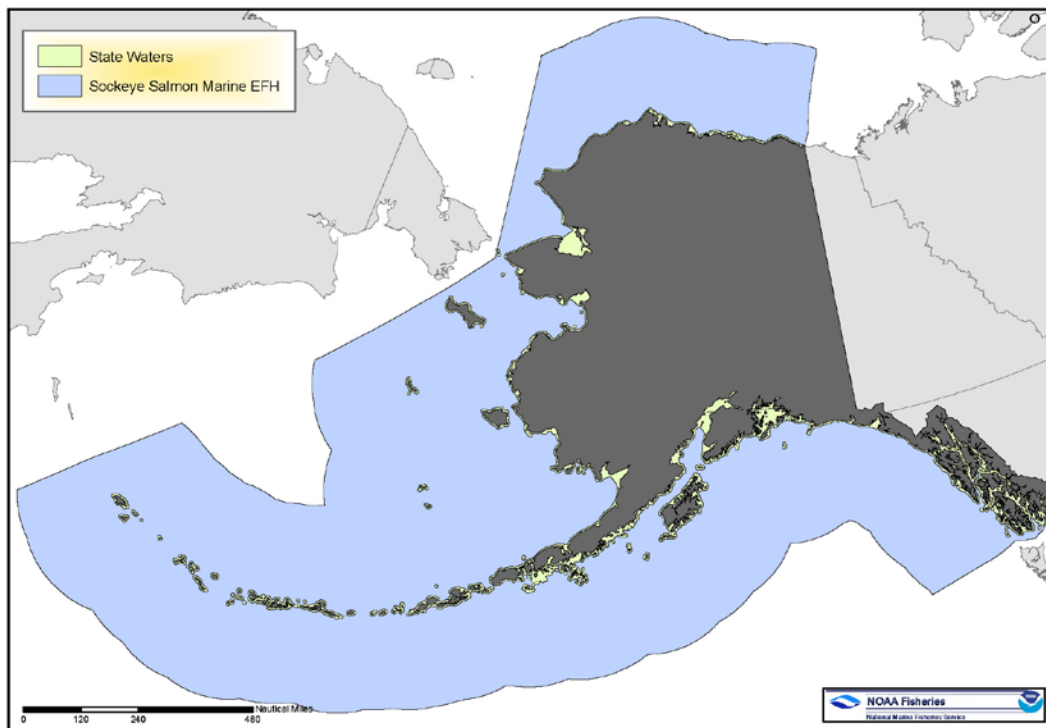 State Waters
Sockeye Salmon Marine EFH
Nautical Miles
0 120 240 480
NOAA Fisheries
National Marine Fisheries Service